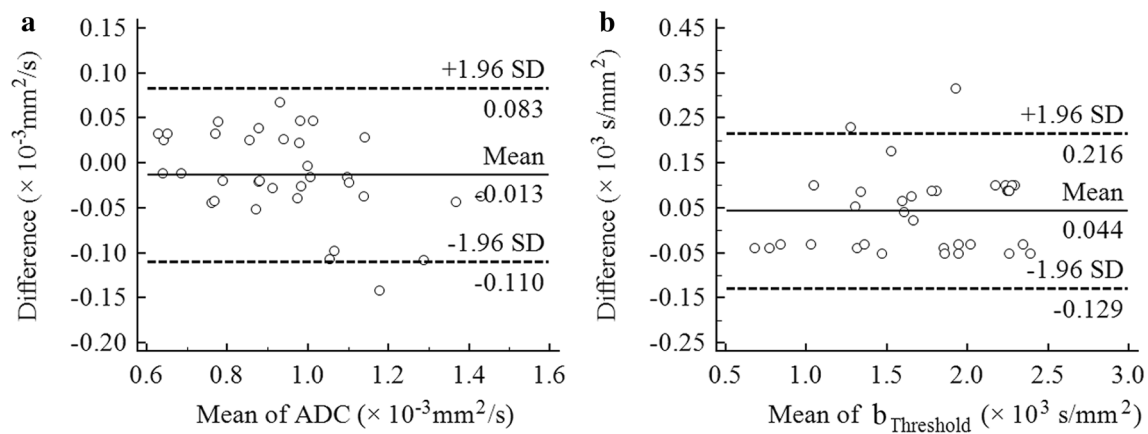 a
0.15
0.10
0.05
0.00
-0.05
-0.10
-0.15
-0.20
Difference (× 10⁻³mm²/s)
+1.96 SD
0.083
Mean
-0.013
-1.96 SD
-0.110
0.6 0.8 1.0 1.2 1.4 1.6
Mean of ADC (× 10⁻³mm²/s)
b
0.45
0.35
0.25
0.15
0.05
-0.05
-0.15
0.25
Difference (× 10³ s/mm²)
+1.96 SD
0.216
Mean
0.044
-1.96 SD
-0.129
0.5 1.0 1.5 2.0 2.5 3.0
Mean of b Threshold (× 10³ s/mm²)